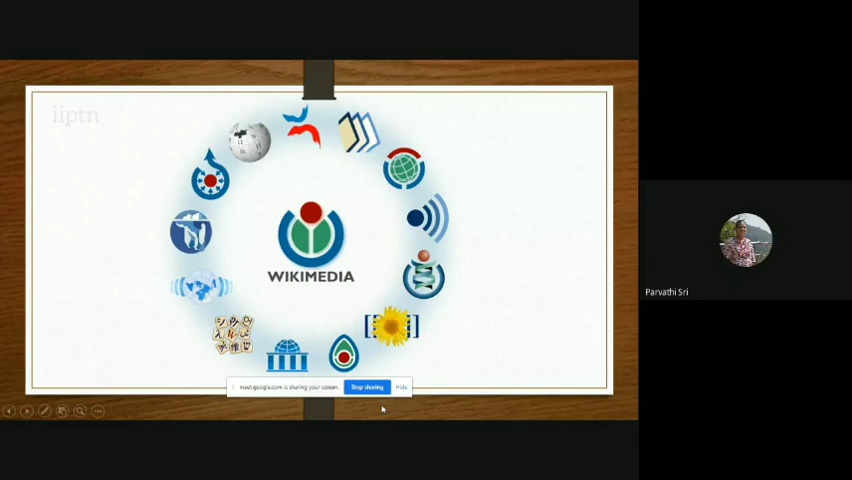 iiptn
WIKIMEDIA
meet.google.com is sharing your screen.
Stop sharing
Hide
Parvathi Sri